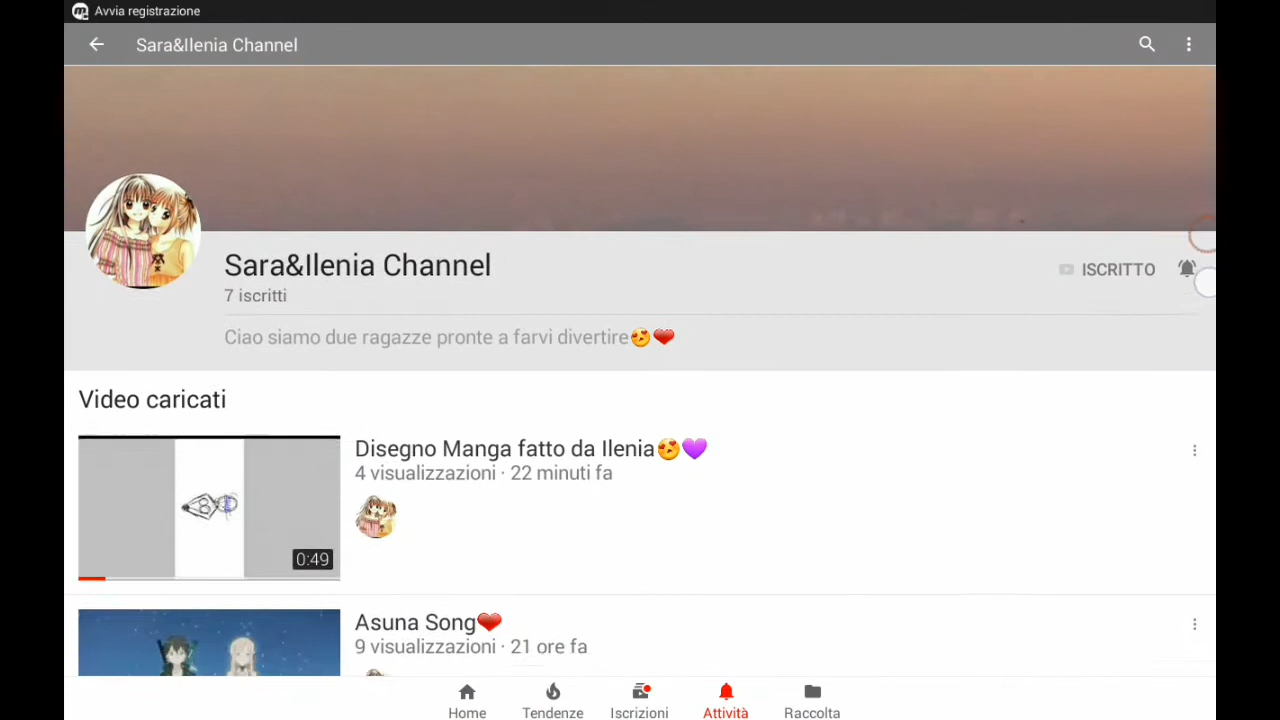 Avvia registrazione
Sara&Ilenia Channel
Sara&Ilenia Channel
7 iscritti
ISCRITTO
Ciao siamo due ragazze pronte a farvi divertire😍❤
Video caricati
Disegno Manga fatto da Ilenia😍💜
4 visualizzazioni · 22 minuti fa
0:49
Asuna Song❤
9 visualizzazioni · 21 ore fa
Home
Tendenze
Iscrizioni
Attività
Raccolta